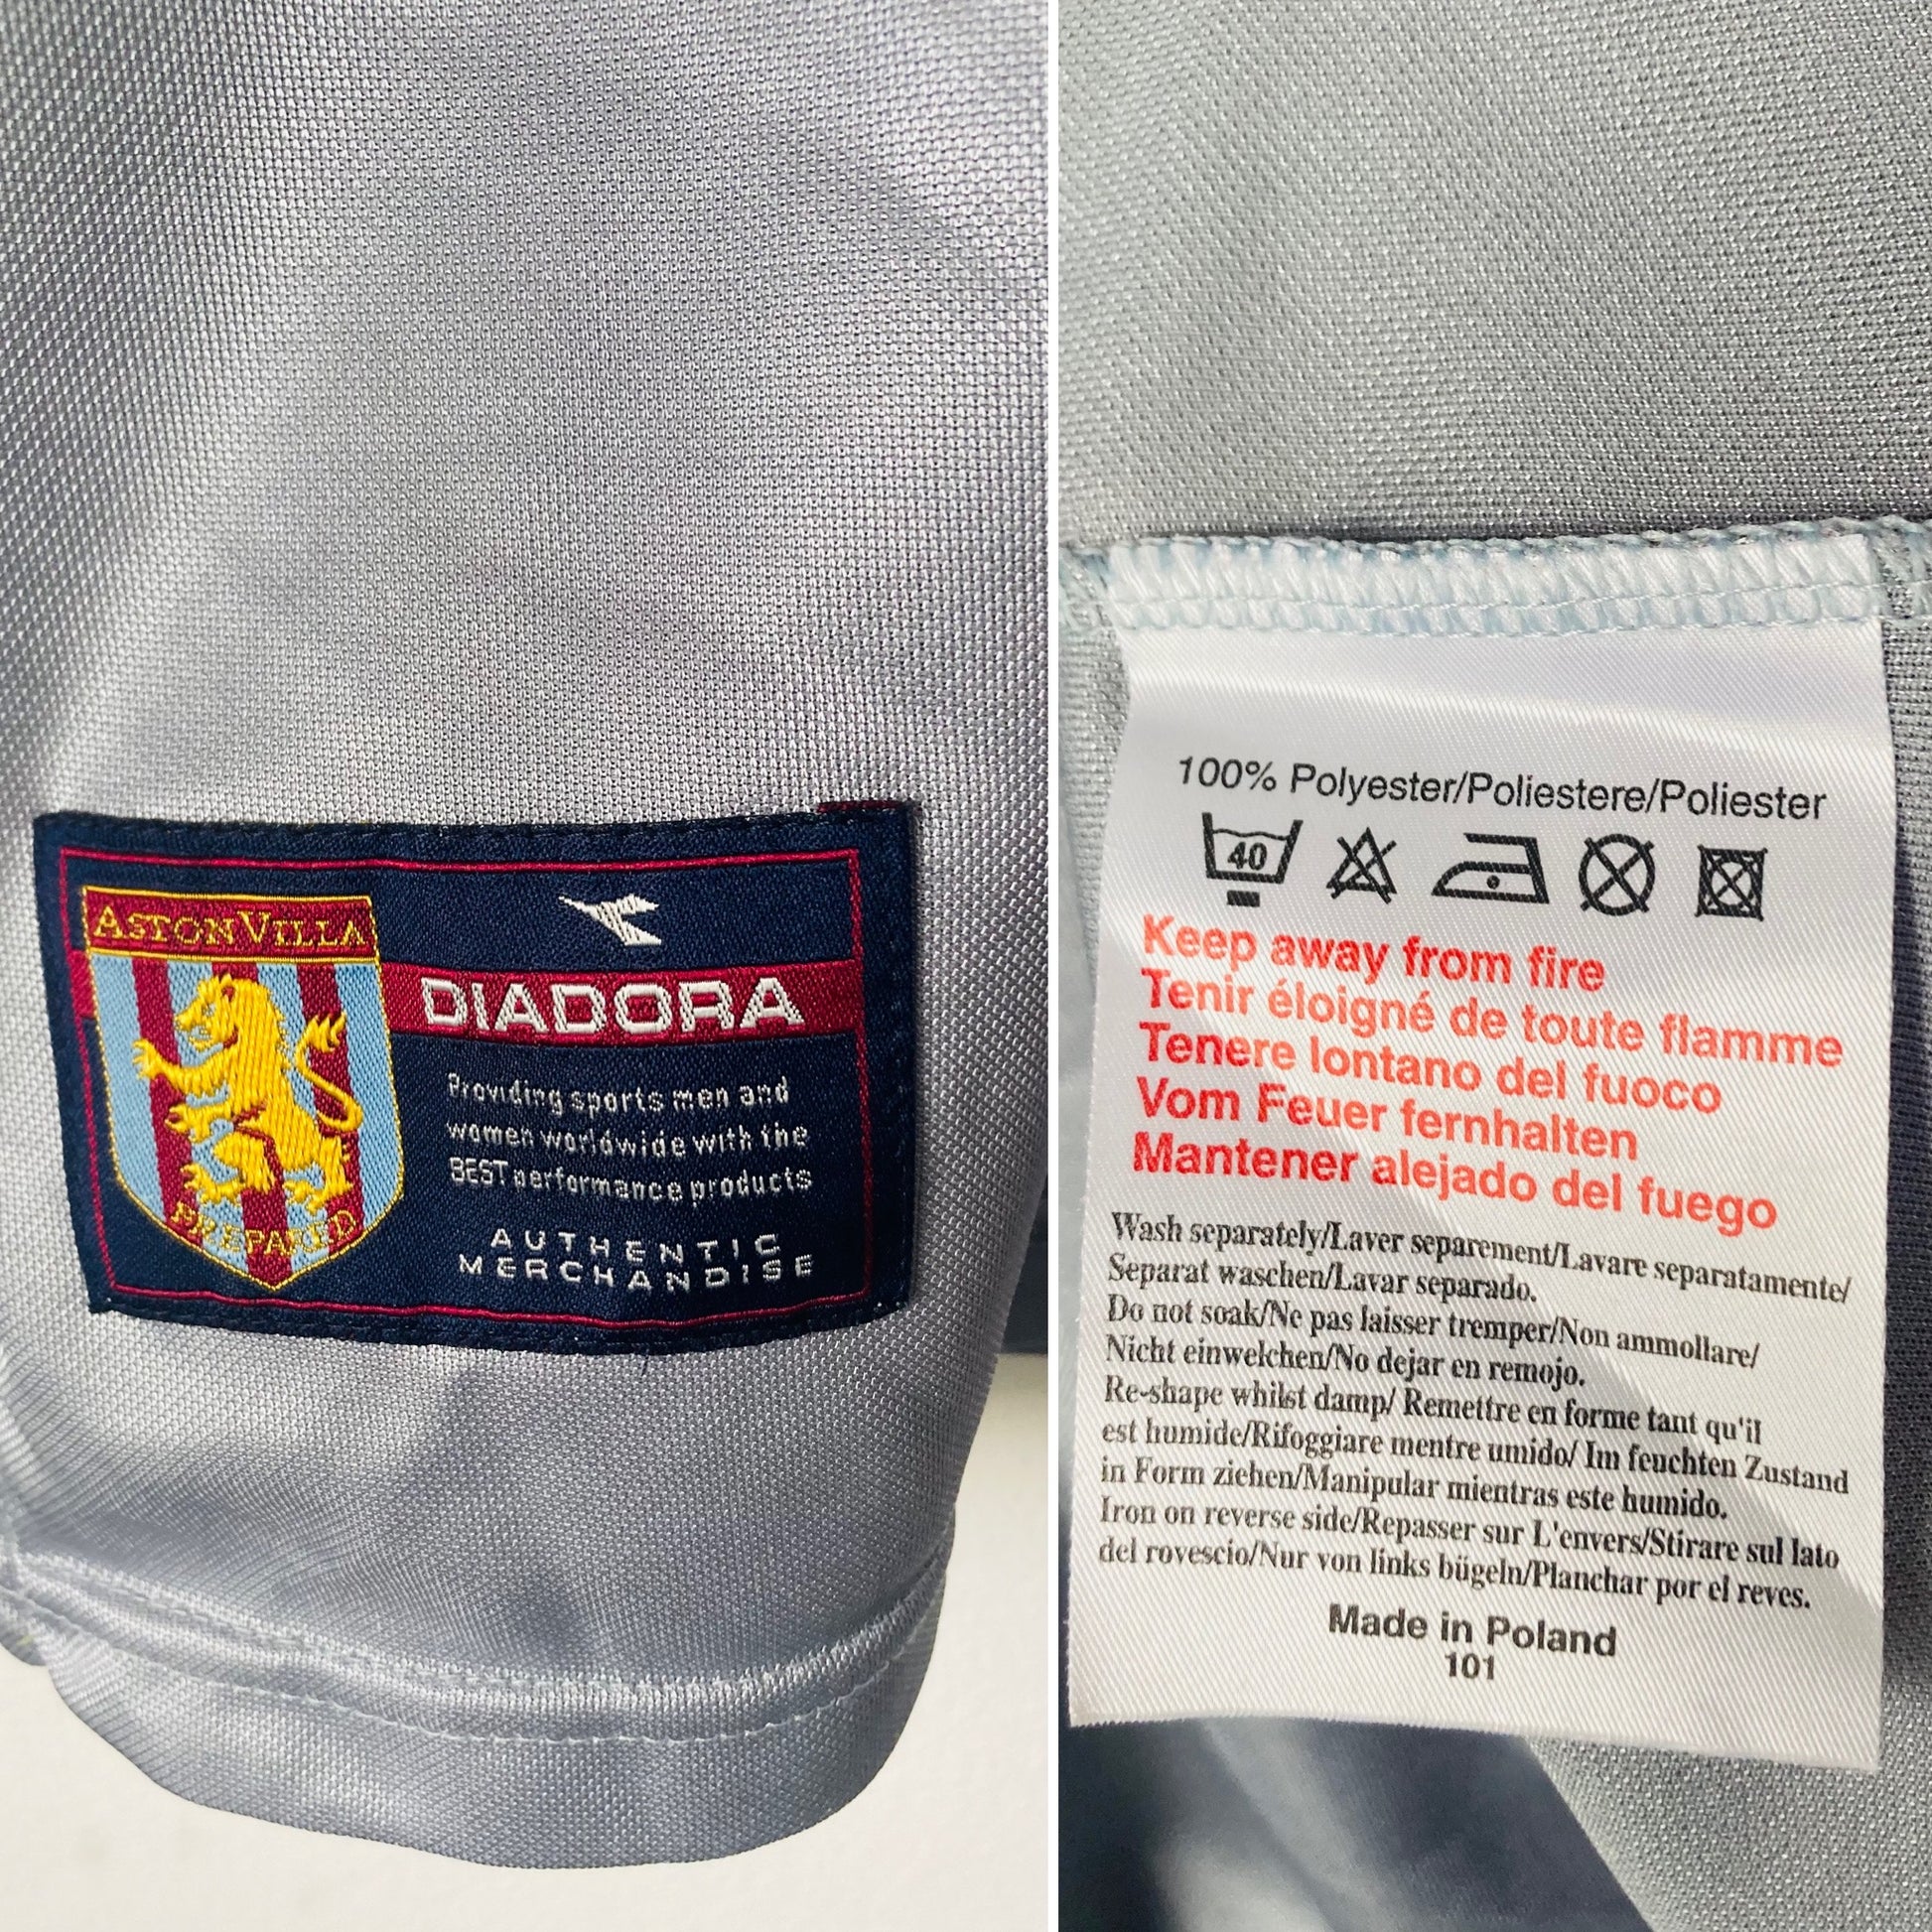 ASTON VILLA
PREPARED
DIADORA
Providing sports men and
women worldwide with the
BEST performance products
AUTHENTIC
MERCHANDISE
100% Polyester/Poliestere/Poliester
40
Keep away from fire
Tenir éloigné de toute flamme
Tenere lontano del fuoco
Vom Feuer fernhalten
Mantener alejado del fuego
Wash separately/Laver separement/Lavare separatamente/
Separat waschen/Lavar separado.
Do not soak/Ne pas laisser tremper/Non ammollare/
Nicht einweichen/No dejar en remojo.
Re-shape whilst damp/ Remettre en forme tant qu'il
est humide/Rifoggiare mentre umido/ Im feuchten Zustand
in Form ziehen/Manipular mientras este humido.
Iron on reverse side/Repasser sur L'envers/Stirare sul lato
del rovescio/Nur von links bügeln/Planchar por el reves.
Made in Poland
101